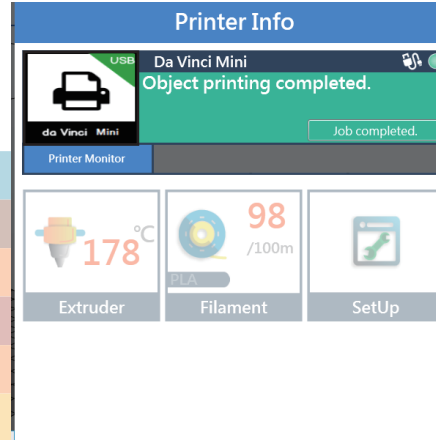 Printer Info
USB
Da Vinci Mini
Object printing completed.
da Vinci Mini
Job completed.
Printer Monitor
178
°C
98
/100m
PLA
Extruder
Filament
SetUp